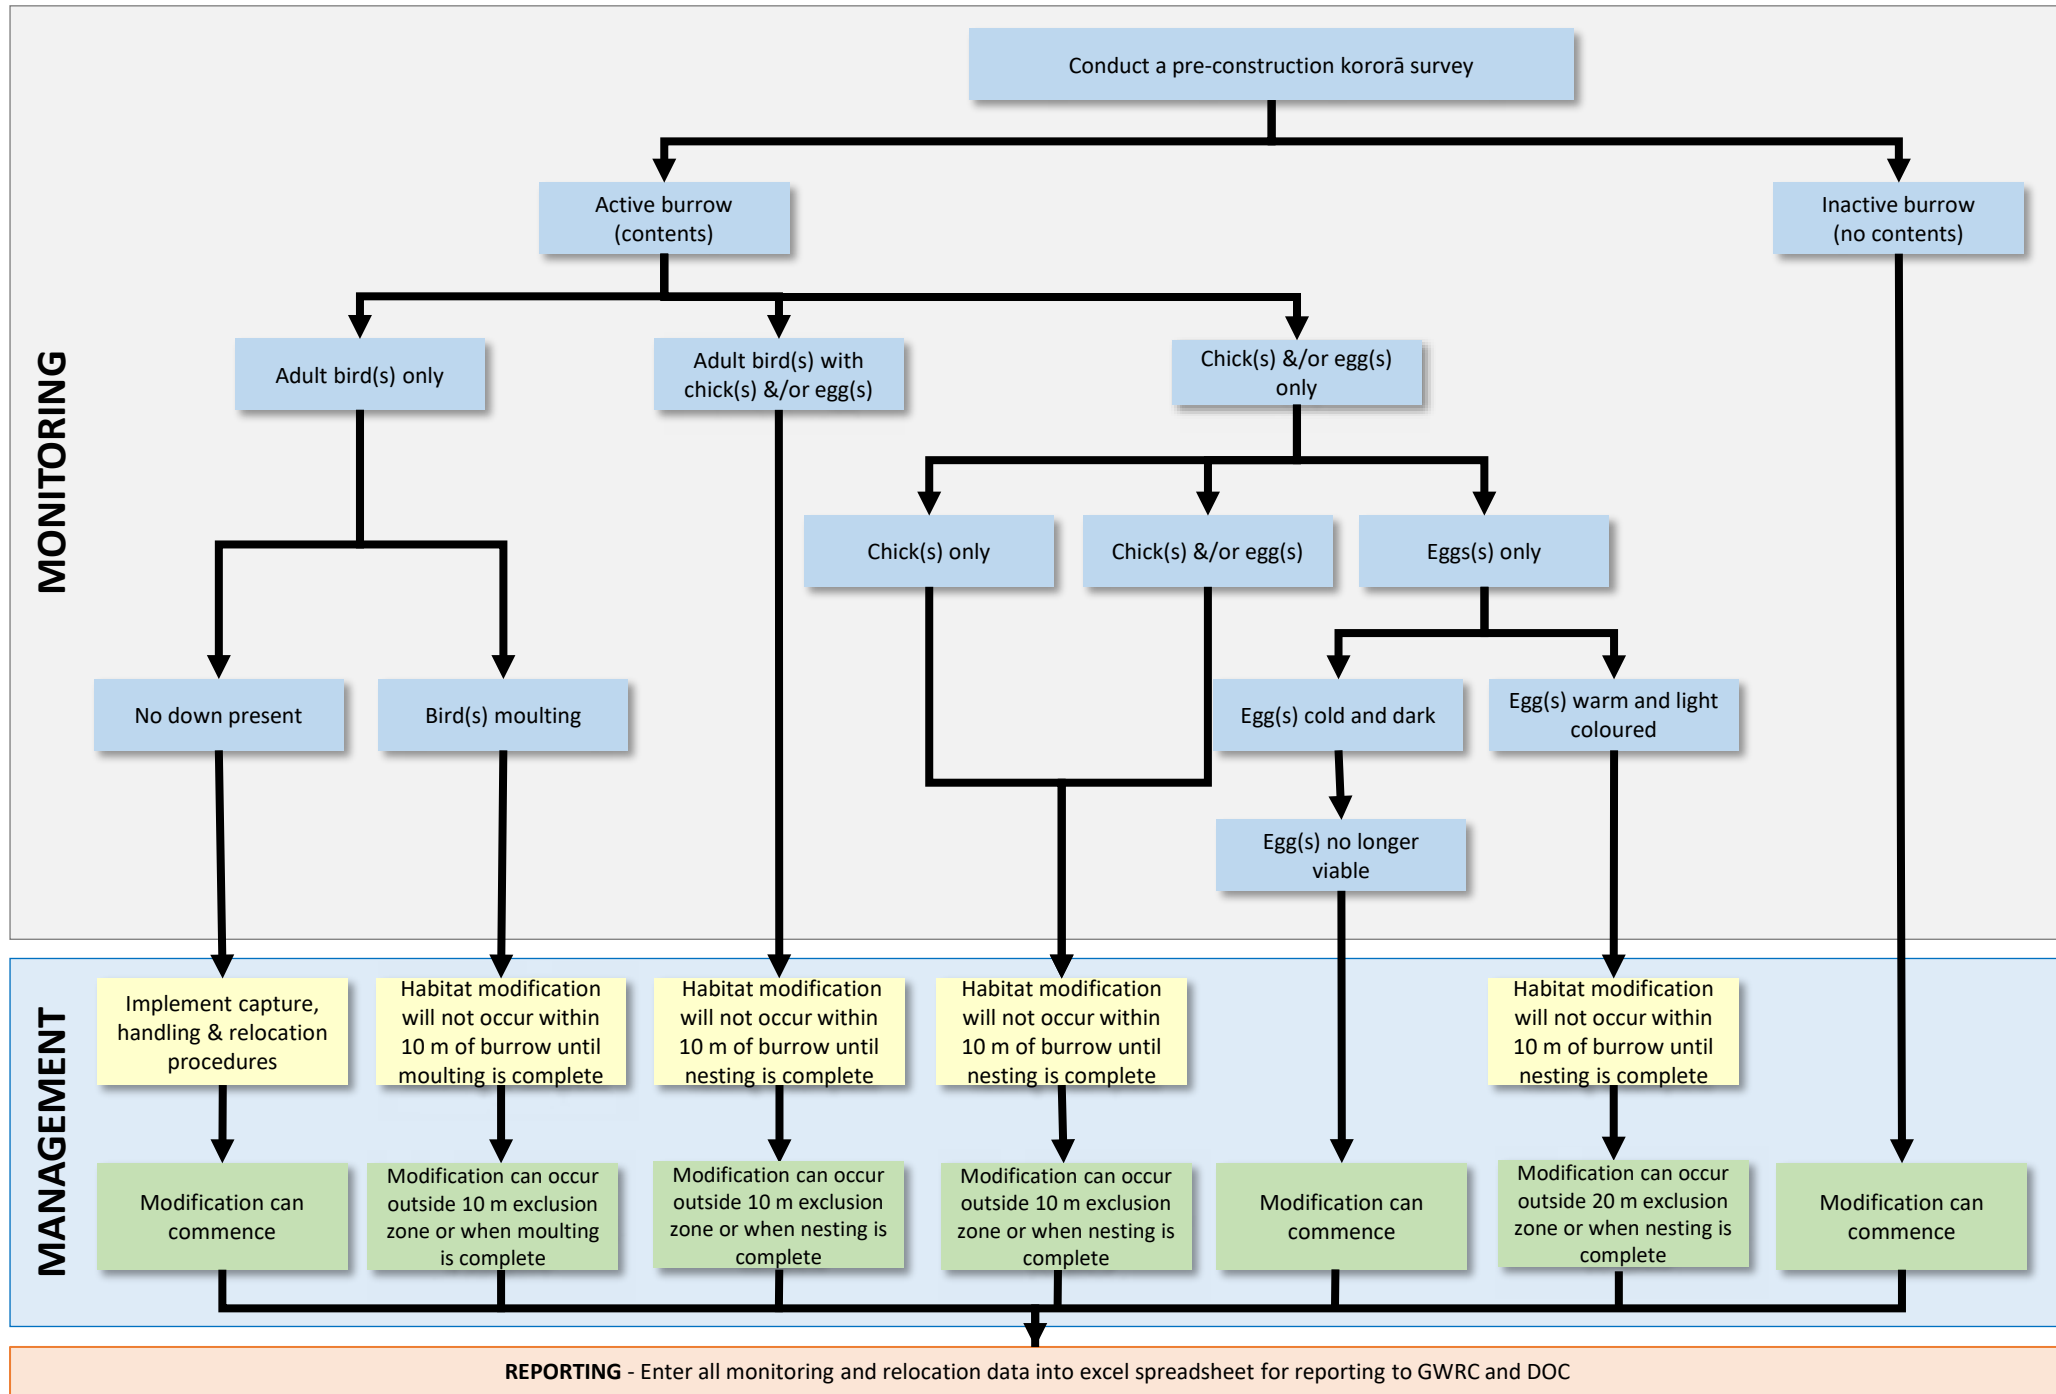 Conduct a pre-construction kororā survey
Active burrow
(contents)
Inactive burrow
(no contents)
MONITORING
Adult bird(s) only
Adult bird(s) with
chick(s) &/or egg(s)
Chick(s) &/or egg(s)
only
Chick(s) only
Chick(s) &/or egg(s)
Eggs(s) only
No down present
Bird(s) moulting
Egg(s) cold and dark
Egg(s) warm and light
coloured
Egg(s) no longer
viable
MANAGEMENT
Implement capture,
handling & relocation
procedures
Habitat modification
will not occur within
10 m of burrow until
moulting is complete
Habitat modification
will not occur within
10 m of burrow until
nesting is complete
Habitat modification
will not occur within
10 m of burrow until
nesting is complete
Habitat modification
will not occur within
10 m of burrow until
nesting is complete
Modification can
commence
Modification can occur
outside 10 m exclusion
zone or when moulting
is complete
Modification can occur
outside 10 m exclusion
zone or when nesting is
complete
Modification can occur
outside 10 m exclusion
zone or when nesting is
complete
Modification can
commence
Modification can occur
outside 20 m exclusion
zone or when nesting is
complete
Modification can
commence
REPORTING - Enter all monitoring and relocation data into excel spreadsheet for reporting to GWRC and DOC